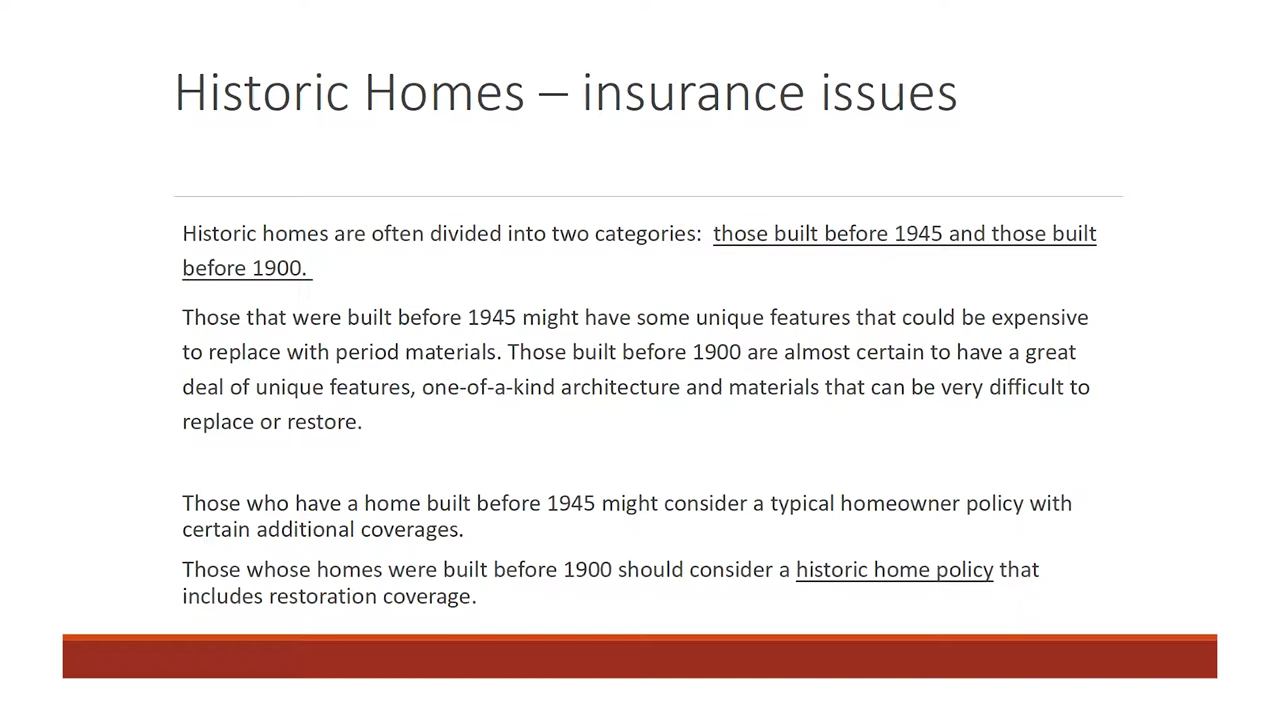 Historic Homes – insurance issues
Historic homes are often divided into two categories:  those built before 1945 and those built
before 1900.
Those that were built before 1945 might have some unique features that could be expensive
to replace with period materials. Those built before 1900 are almost certain to have a great
deal of unique features, one-of-a-kind architecture and materials that can be very difficult to
replace or restore.
Those who have a home built before 1945 might consider a typical homeowner policy with
certain additional coverages.
Those whose homes were built before 1900 should consider a historic home policy that
includes restoration coverage.